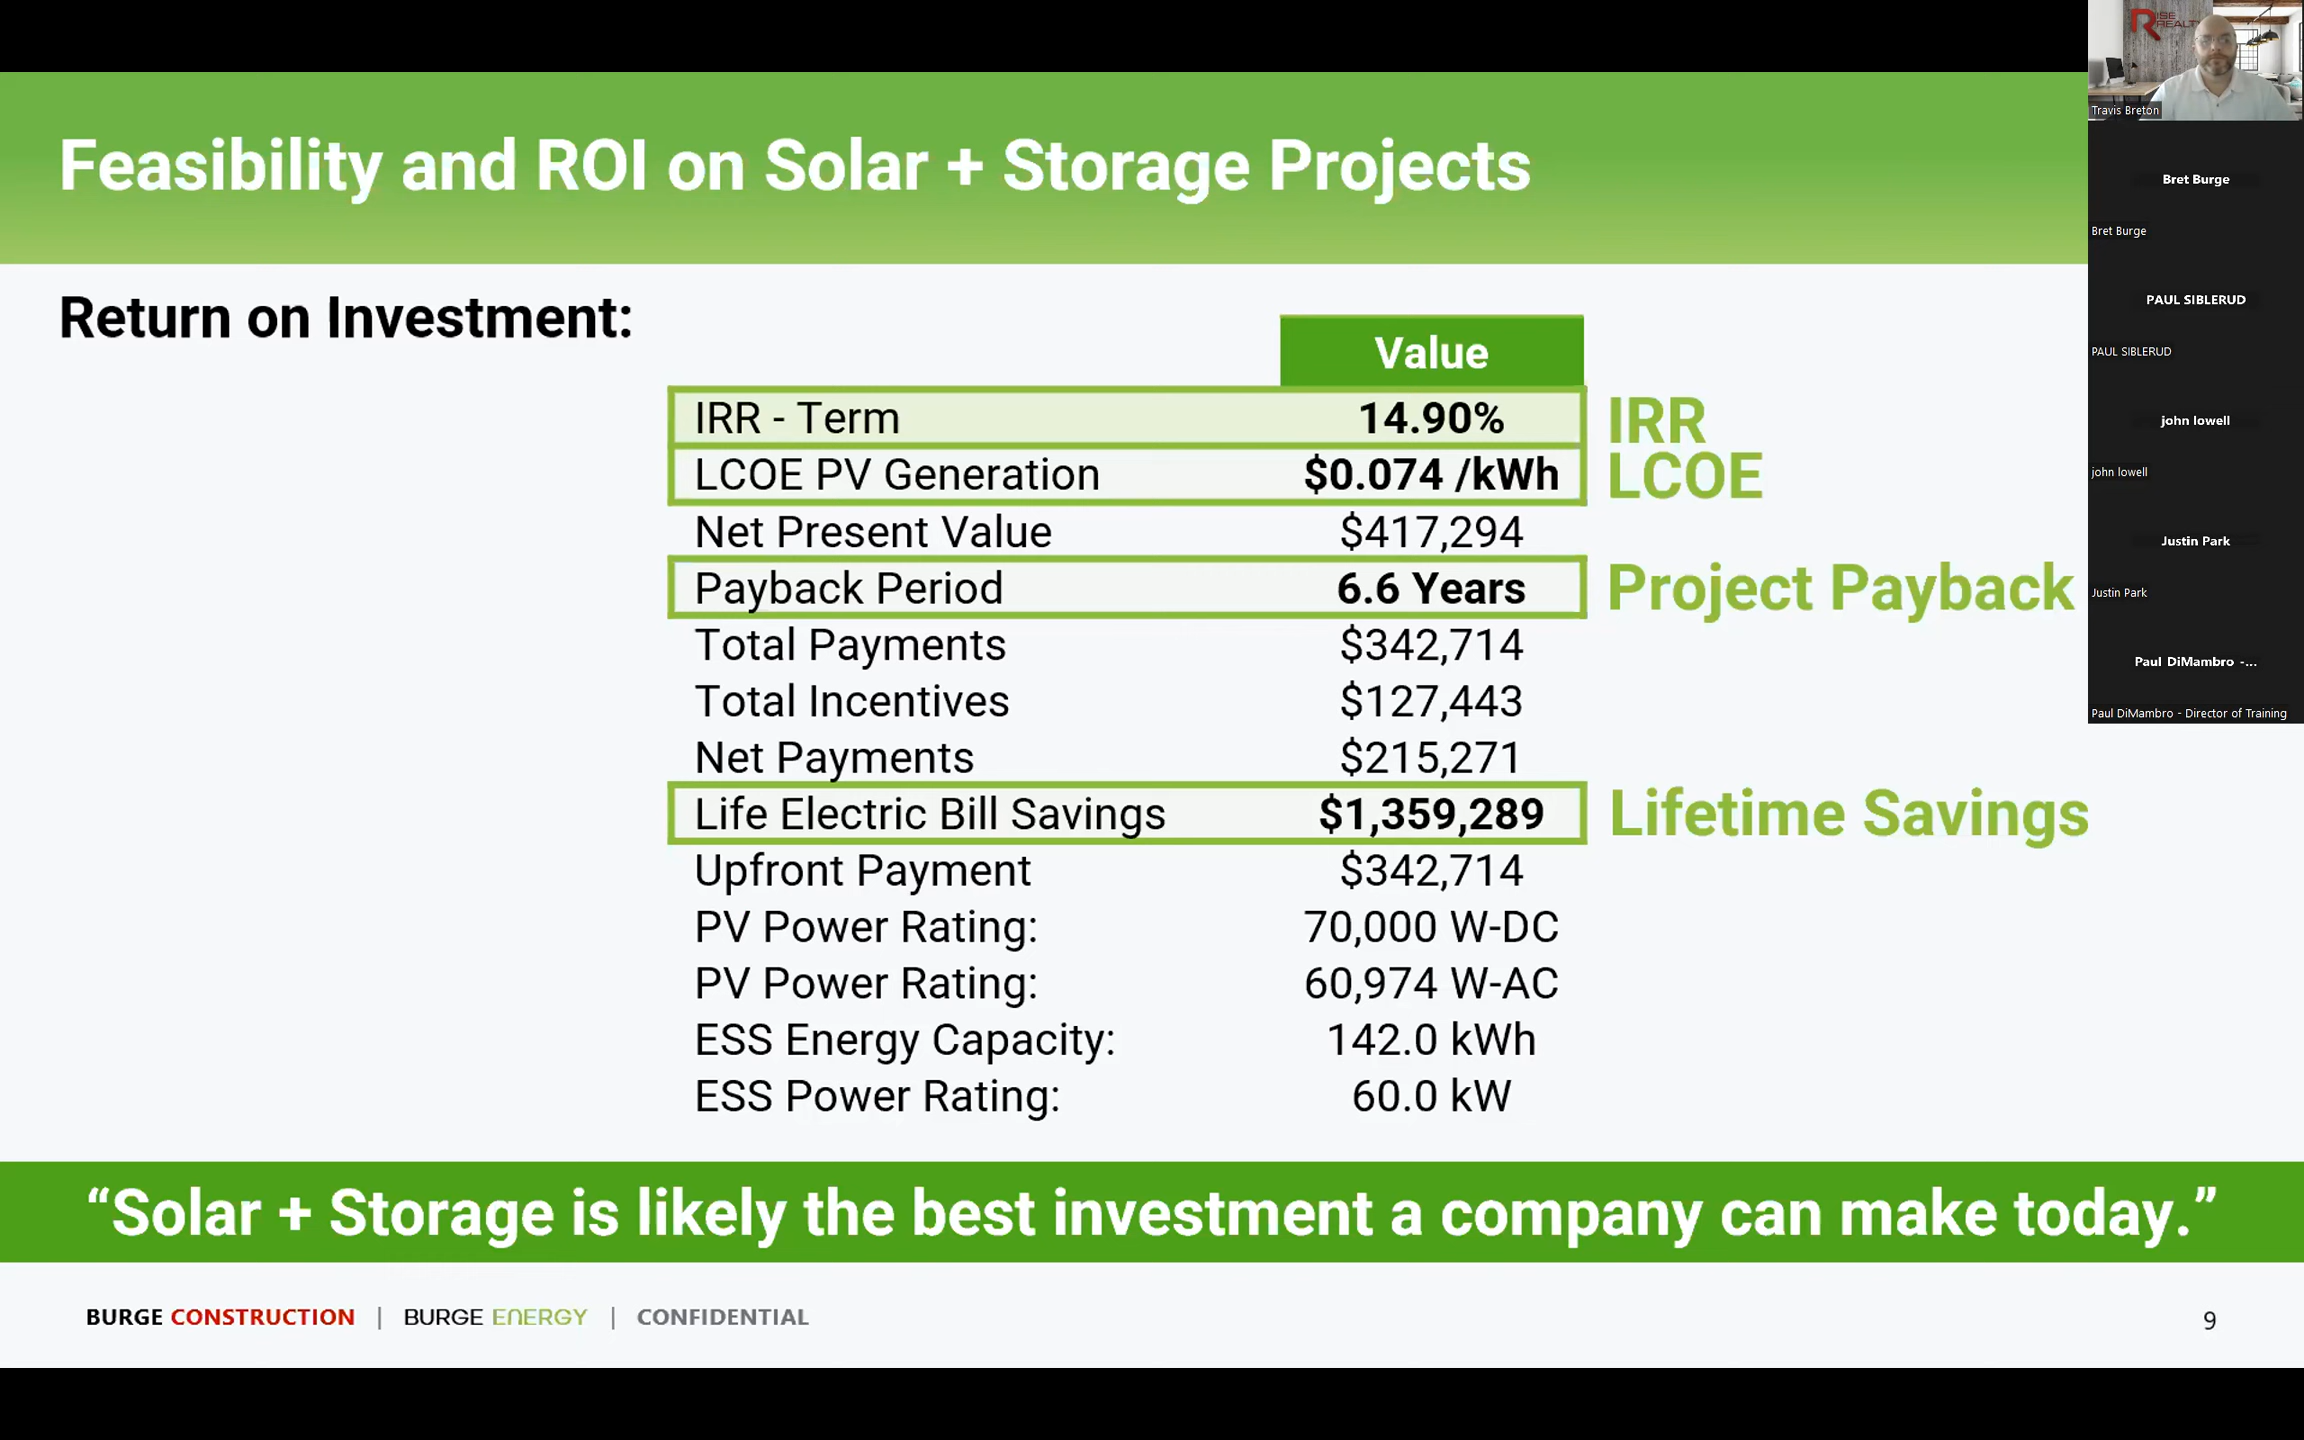 Feasibility and ROI on Solar + Storage Projects
Return on Investment:
Value
IRR - Term 14.90% IRR
LCOE PV Generation $0.074 /kWh LCOE
Net Present Value $417,294
Payback Period 6.6 Years Project Payback
Total Payments $342,714
Total Incentives $127,443
Net Payments $215,271
Life Electric Bill Savings $1,359,289 Lifetime Savings
Upfront Payment $342,714
PV Power Rating: 70,000 W-DC
PV Power Rating: 60,974 W-AC
ESS Energy Capacity: 142.0 kWh
ESS Power Rating: 60.0 kW
“Solar + Storage is likely the best investment a company can make today.”
BURGE CONSTRUCTION | BURGE ENERGY | CONFIDENTIAL
9
RISE
REALTY
Travis Breton
Bret Burge
Bret Burge
PAUL SIBLERUD
PAUL SIBLERUD
john lowell
john lowell
Justin Park
Justin Park
Paul DiMambro -...
Paul DiMambro - Director of Training